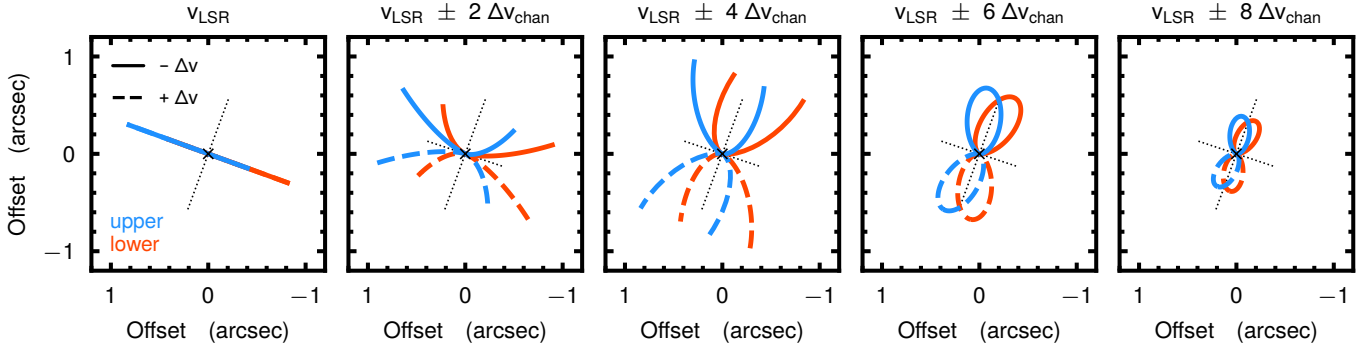 v_LSR
v_LSR ± 2 Δv_chan
v_LSR ± 4 Δv_chan
v_LSR ± 6 Δv_chan
v_LSR ± 8 Δv_chan
Offset (arcsec)
1
0
−1
− Δv
+ Δv
upper
lower
1 0 −1
1 0 −1
1 0 −1
1 0 −1
1 0 −1
Offset (arcsec)
Offset (arcsec)
Offset (arcsec)
Offset (arcsec)
Offset (arcsec)